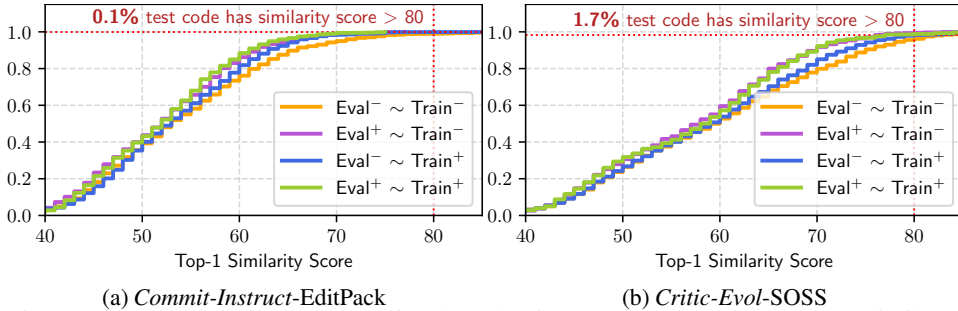 0.1% test code has similarity score > 80
1.0
0.8
0.6
0.4
0.2
0.0
Eval⁻ ∼ Train⁻
Eval⁺ ∼ Train⁻
Eval⁻ ∼ Train⁺
Eval⁺ ∼ Train⁺
40 50 60 70 80
Top-1 Similarity Score
(a) Commit-Instruct-EditPack
1.7% test code has similarity score > 80
1.0
0.8
0.6
0.4
0.2
0.0
Eval⁻ ∼ Train⁻
Eval⁺ ∼ Train⁻
Eval⁻ ∼ Train⁺
Eval⁺ ∼ Train⁺
40 50 60 70 80
Top-1 Similarity Score
(b) Critic-Evol-SOSS